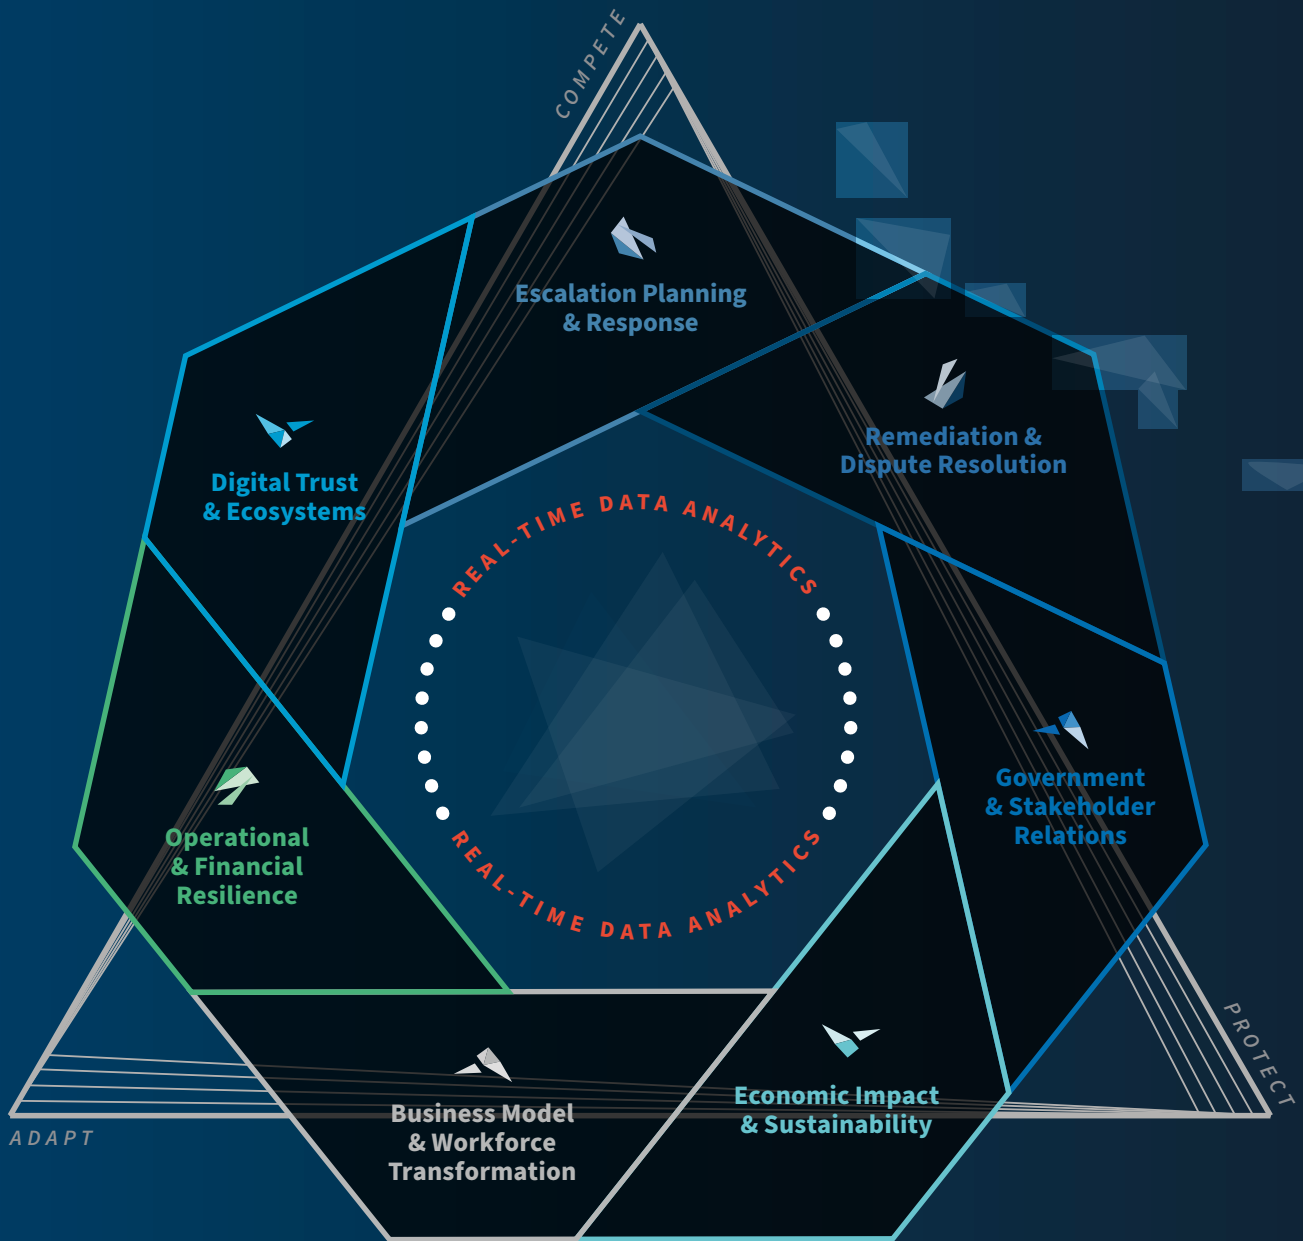 COMPETE
Escalation Planning
& Response
Remediation &
Dispute Resolution
Digital Trust
& Ecosystems
REAL-TIME DATA ANALYTICS
Government
& Stakeholder
Relations
Operational
& Financial
Resilience
REAL-TIME DATA ANALYTICS
PROTECT
Economic Impact
& Sustainability
Business Model
& Workforce
Transformation
ADAPT